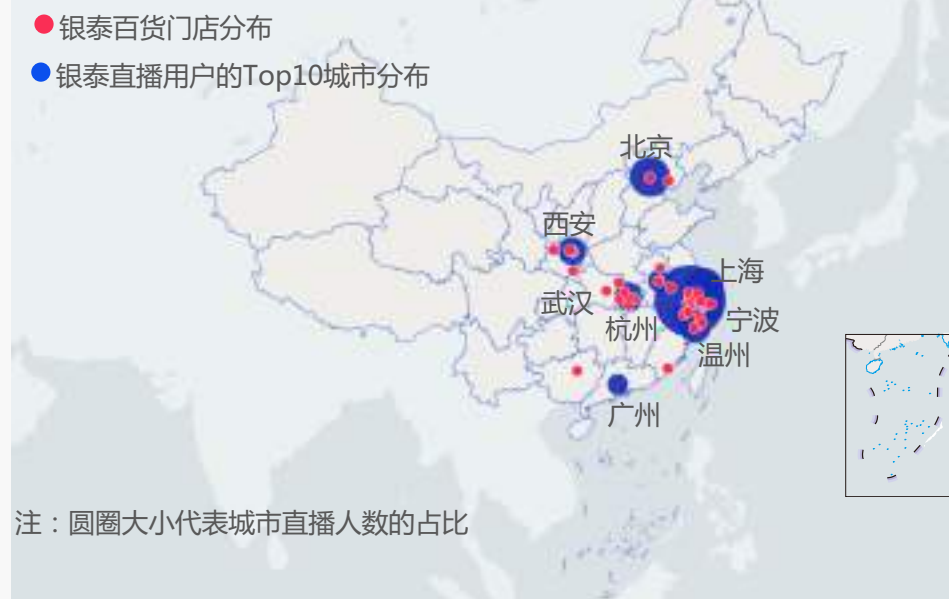 银泰百货门店分布
银泰直播用户的Top10城市分布
北京
西安
上海
武汉
宁波
杭州
温州
广州
注：圆圈大小代表城市直播人数的占比